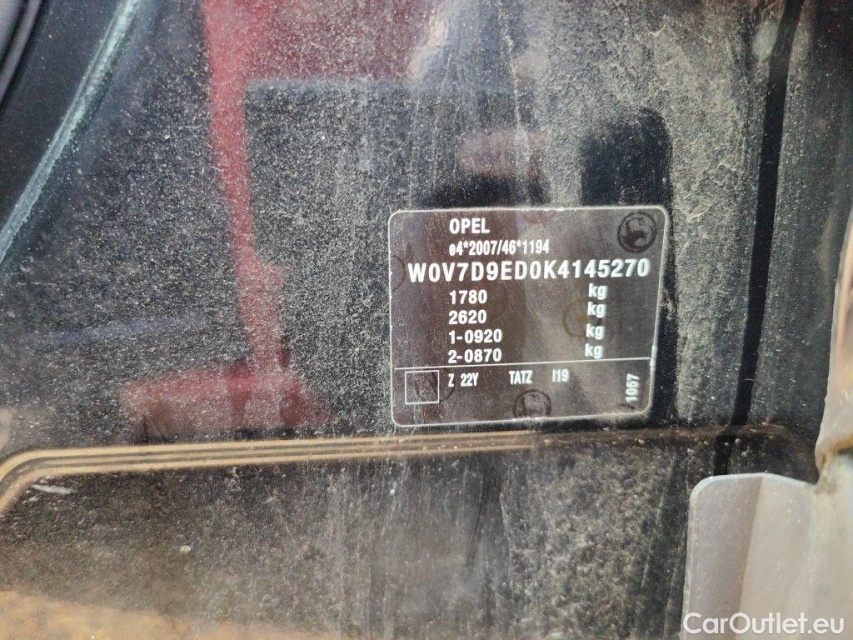 OPEL
e4*2007/46*1194
W0V7D9ED0K4145270
1780 kg
2620 kg
1-0920 kg
2-0870 kg
Z 22Y TATZ I19
1057
CarOutlet.eu